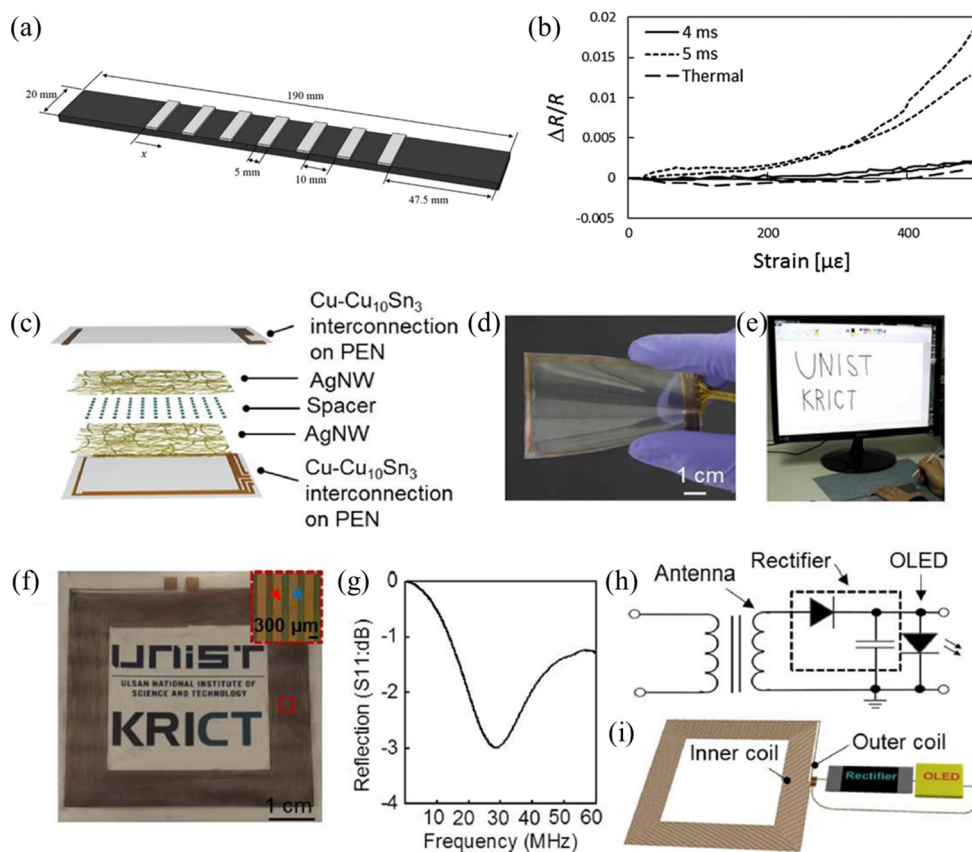 (a)
20 mm
190 mm
x
5 mm
10 mm
47.5 mm
(b)
0.02
0.015
0.01
0.005
0
-0.005
ΔR/R
4 ms
5 ms
Thermal
0
200
400
Strain [με]
(c)
Cu-Cu10Sn3
interconnection
on PEN
AgNW
Spacer
AgNW
Cu-Cu10Sn3
interconnection
on PEN
(d)
1 cm
(e)
UNIST
KRICT
(f)
300 μm
UNIST
ULSAN NATIONAL INSTITUTE OF
SCIENCE AND TECHNOLOGY
KRICT
1 cm
(g)
Reflection (S11:dB)
0
-1
-2
-3
-4
10 20 30 40 50 60
Frequency (MHz)
(h)
Antenna
Rectifier
OLED
(i)
Inner coil
Outer coil
Rectifier
OLED